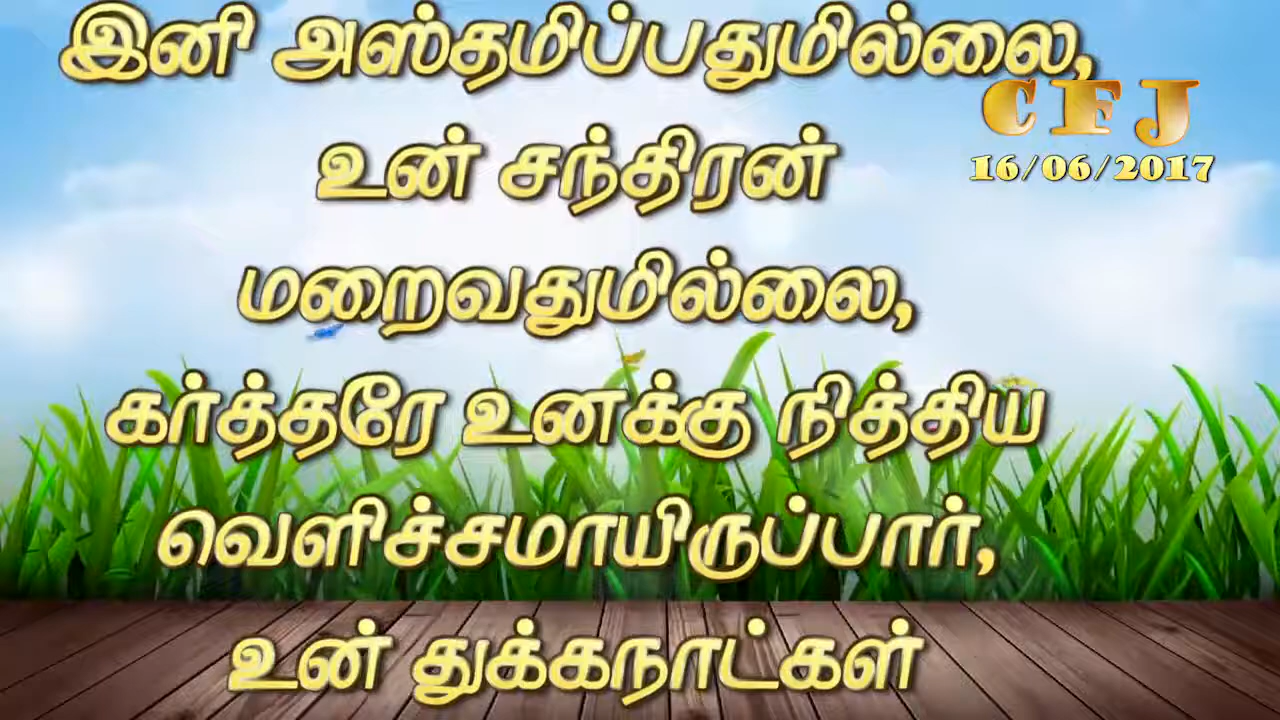 இனி அஸ்தமிப்பதுமில்லை,
CFJ
16/06/2017
உன் சந்திரன்
மறைவதுமில்லை,
கர்த்தரே உனக்கு நித்திய
வெளிச்சமாயிருப்பார்,
உன் துக்கநாட்கள்